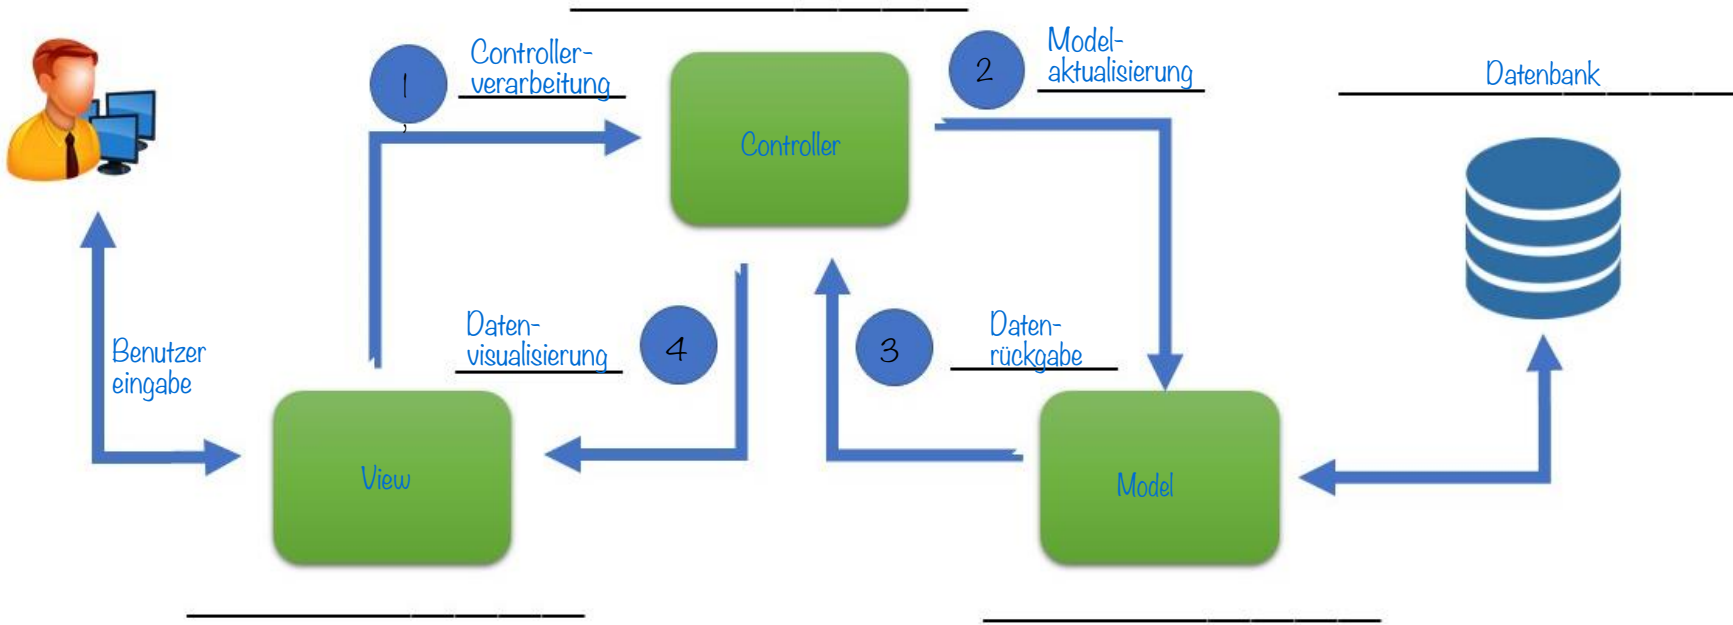 1
Controller-
verarbeitung
2
Model-
aktualisierung
Datenbank
Controller
Benutzer
eingabe
Daten-
visualisierung
4
3
Daten-
rückgabe
View
Model